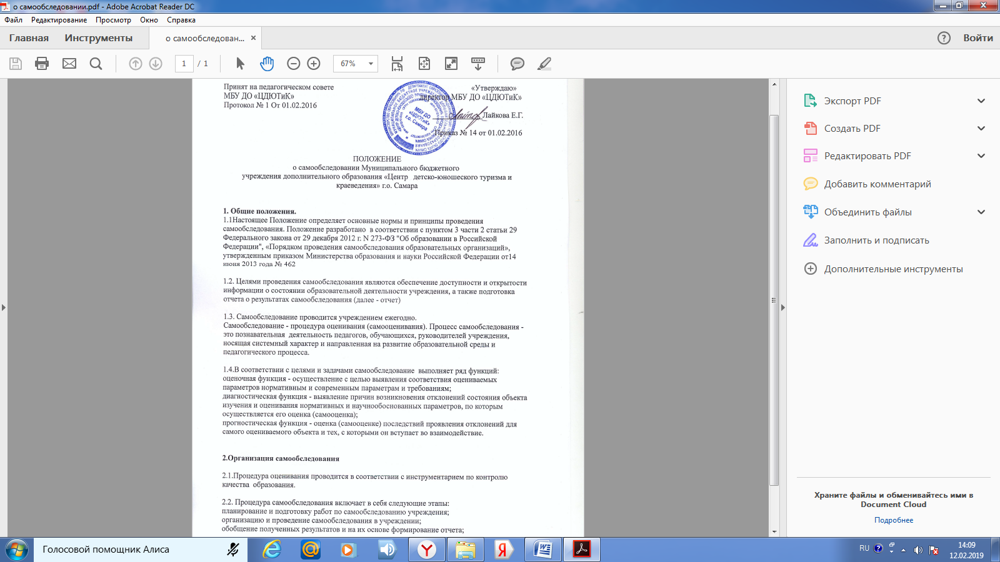 о самообследовании.pdf - Adobe Acrobat Reader DC
Файл Редактирование Просмотр Окно Справка
Главная Инструменты о самообследован... × Войти
1 / 1 67%
Принят на педагогическом совете
МБУ ДО «ЦДЮТиК»
Протокол № 1 От 01.02.2016
«Утверждаю»
директор МБУ ДО «ЦДЮТиК»
Лайкова Е.Г.
Приказ № 14 от 01.02.2016
МБУ ДО
«ЦДЮТиК»
г.о. Самара
ПОЛОЖЕНИЕ
о самообследовании Муниципального бюджетного
учреждения дополнительного образования «Центр детско-юношеского туризма и
краеведения» г.о. Самара
1. Общие положения.
1.1Настоящее Положение определяет основные нормы и принципы проведения
самообследования. Положение разработано в соответствии с пунктом 3 части 2 статьи 29
Федерального закона от 29 декабря 2012 г. N 273-ФЗ "Об образовании в Российской
Федерации", «Порядком проведения самообследования образовательных организаций»,
утвержденным приказом Министерства образования и науки Российской Федерации от14
июня 2013 года № 462
1.2. Целями проведения самообследования являются обеспечение доступности и открытости
информации о состоянии образовательной деятельности учреждения, а также подготовка
отчета о результатах самообследования (далее - отчет)
1.3. Самообследование проводится учреждением ежегодно.
Самообследование - процедура оценивания (самооценивания). Процесс самообследования -
это познавательная деятельность педагогов, обучающихся, руководителей учреждения,
носящая системный характер и направленная на развитие образовательной среды и
педагогического процесса.
1.4.В соответствии с целями и задачами самообследование выполняет ряд функций:
оценочная функция - осуществление с целью выявления соответствия оцениваемых
параметров нормативным и современным параметрам и требованиям;
диагностическая функция - выявление причин возникновения отклонений состояния объекта
изучения и оценивания нормативных и научнообоснованных параметров, по которым
осуществляется его оценка (самооценка);
прогностическая функция - оценка (самооценке) последствий проявления отклонений для
самого оцениваемого объекта и тех, с которыми он вступает во взаимодействие.
2.Организация самообследования
2.1.Процедура оценивания проводится в соответствии с инструментарием по контролю
качества образования.
2.2. Процедура самообследования включает в себя следующие этапы:
планирование и подготовку работ по самообследованию учреждения;
организацию и проведение самообследования в учреждении;
обобщение полученных результатов и на их основе формирование отчета;
Экспорт PDF
Создать PDF
Редактировать PDF
Добавить комментарий
Объединить файлы
Заполнить и подписать
Дополнительные инструменты
Храните файлы и обменивайтесь ими в
Document Cloud
Подробнее
Голосовой помощник Алиса
RU
14:09
12.02.2019